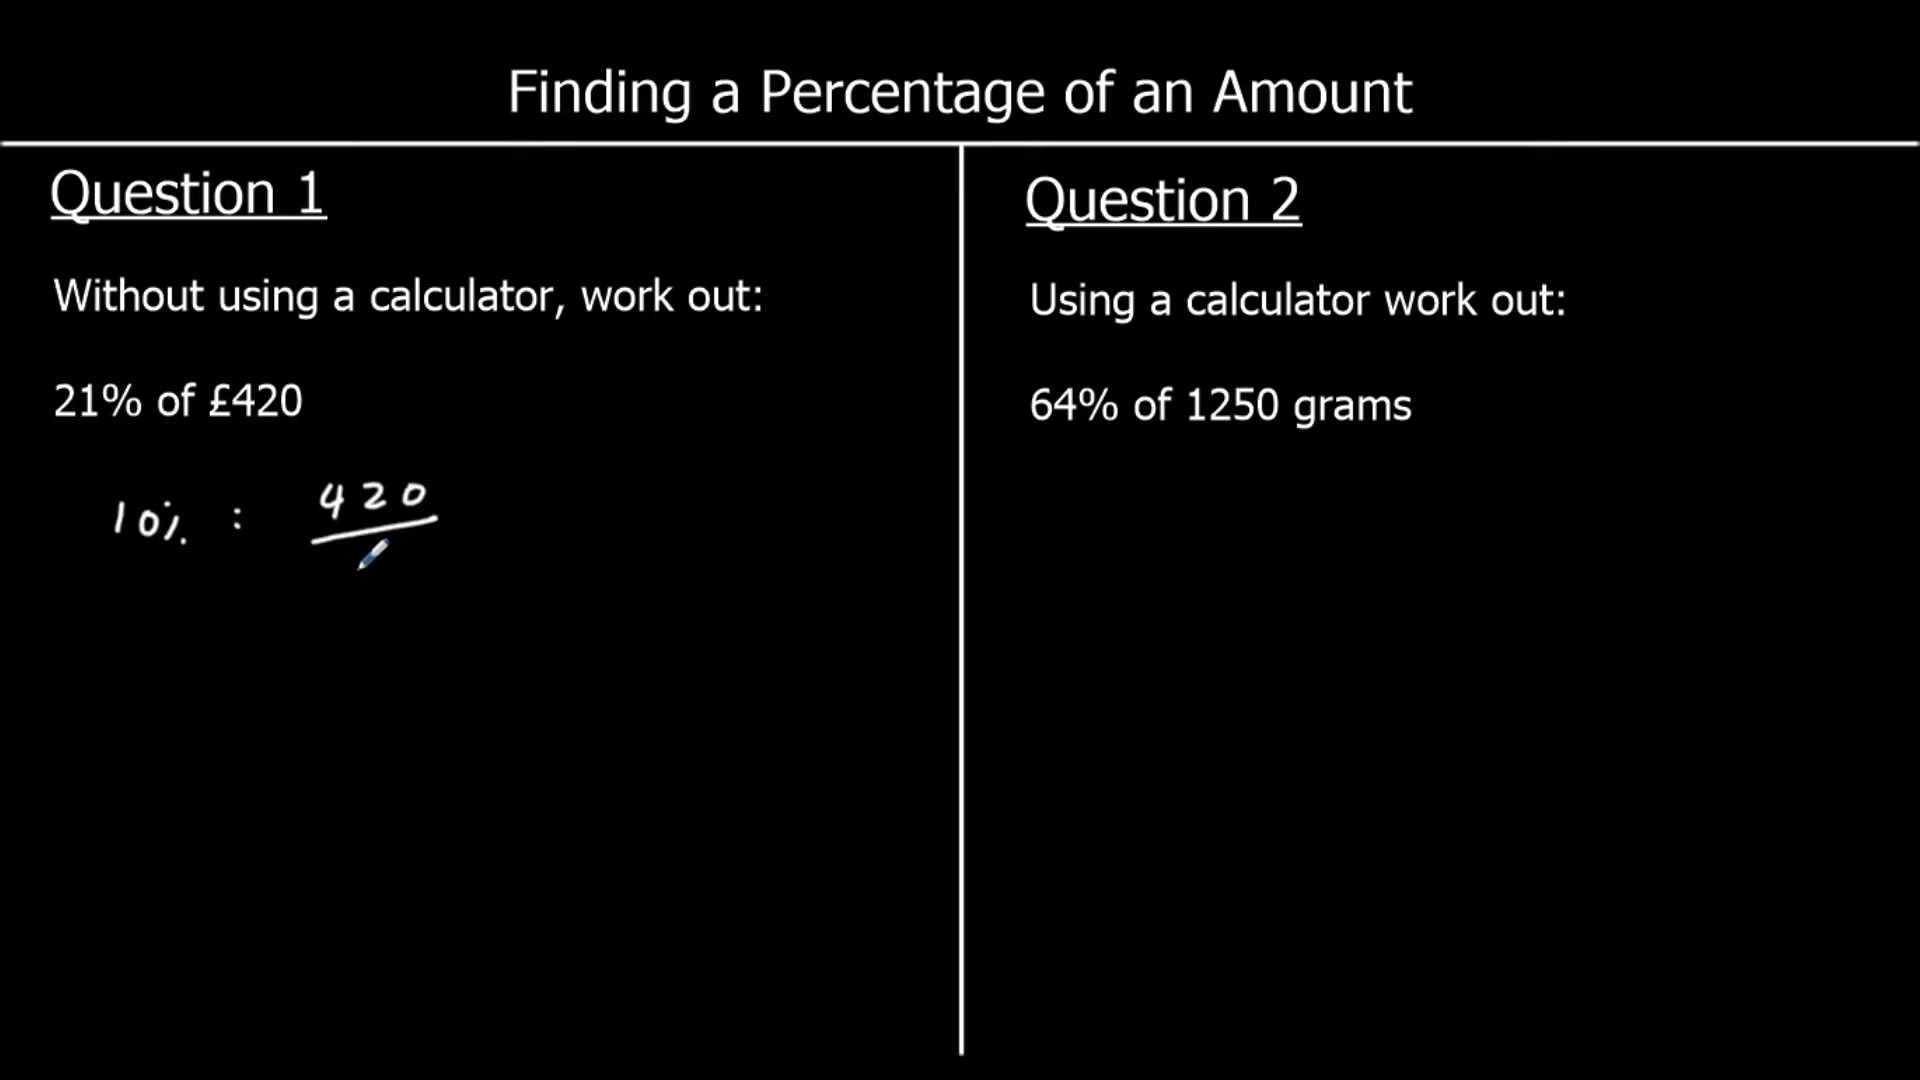 Finding a Percentage of an Amount
Question 1
Without using a calculator, work out:
21% of £420
10% : 420
Question 2
Using a calculator work out:
64% of 1250 grams